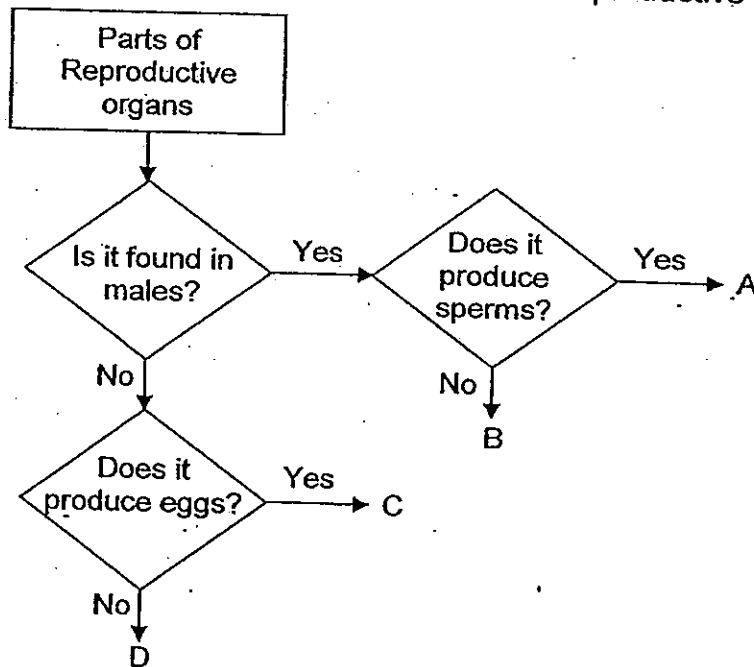 Parts of
Reproductive
organs
Is it found in
males?
Yes
Does it
produce
sperms?
Yes
A
No
No
B
Does it
produce eggs?
Yes
C
No
D